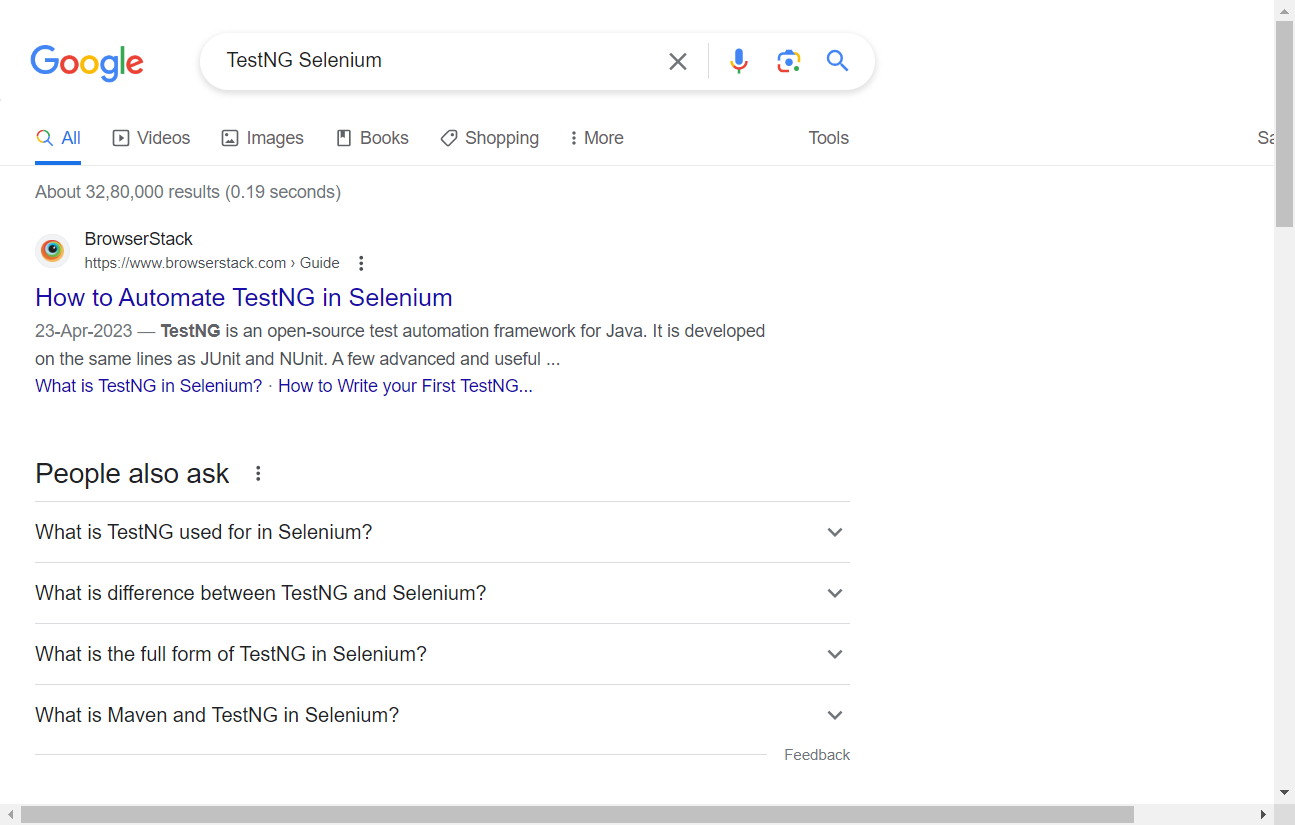 Google
TestNG Selenium
All
Videos
Images
Books
Shopping
More
Tools
About 32,80,000 results (0.19 seconds)
BrowserStack
https://www.browserstack.com › Guide
How to Automate TestNG in Selenium
23-Apr-2023 — TestNG is an open-source test automation framework for Java. It is developed
on the same lines as JUnit and NUnit. A few advanced and useful ...
What is TestNG in Selenium? · How to Write your First TestNG...
People also ask
What is TestNG used for in Selenium?
What is difference between TestNG and Selenium?
What is the full form of TestNG in Selenium?
What is Maven and TestNG in Selenium?
Feedback